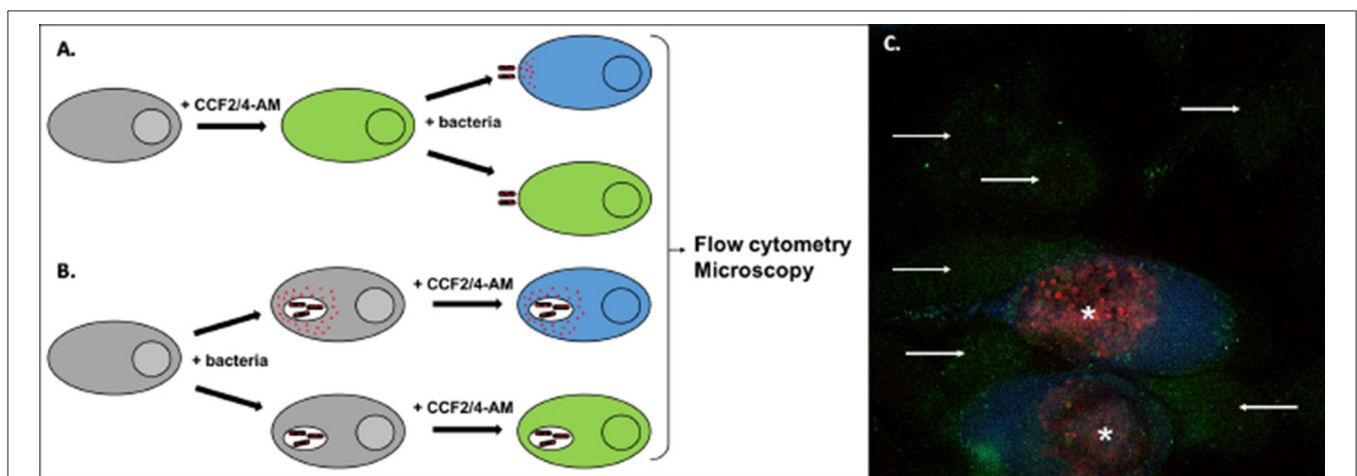 A.
+ CCF2/4-AM
+ bacteria
B.
+ bacteria
+ CCF2/4-AM
+ CCF2/4-AM
Flow cytometry
Microscopy
C.
*
*